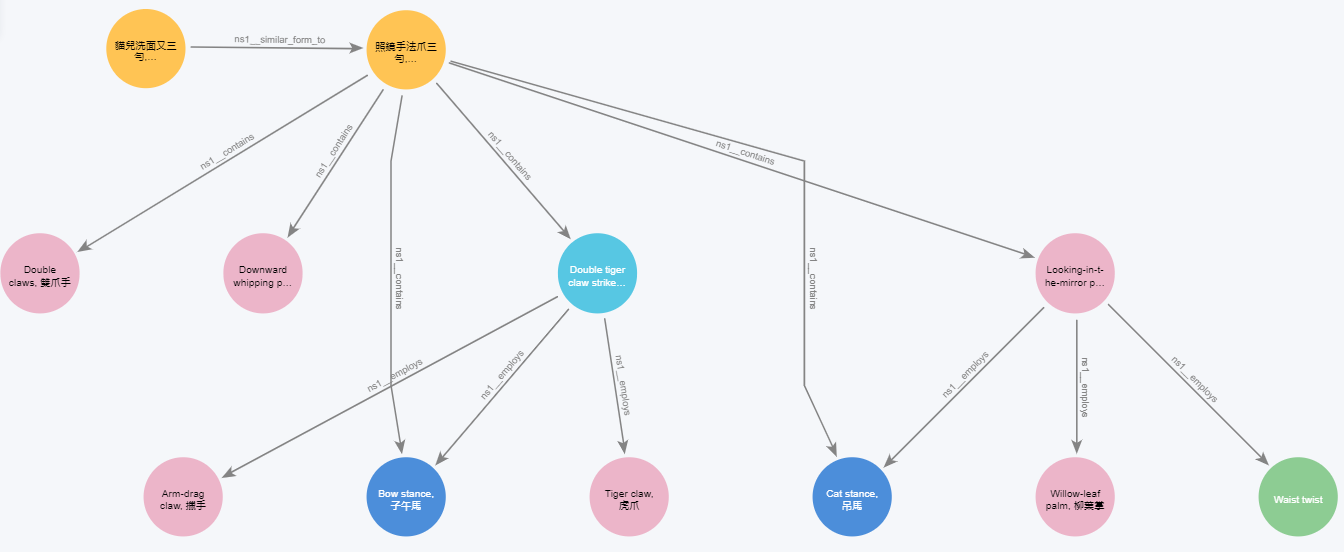 貓兒洗面又三
句,...
ns1__similar_form_to
照鏡手法爪三
句,...
ns1__contains
ns1__contains
ns1__contains
ns1__contains
ns1__contains
ns1__contains
Double
claws, 雙爪手
Downward
whipping p...
Double tiger
claw strike...
Looking-in-t-
he-mirror p...
ns1__employs
ns1__employs
ns1__employs
ns1__employs
ns1__employs
ns1__employs
Arm-drag
claw, 擸手
Bow stance,
子午馬
Tiger claw,
虎爪
Cat stance,
吊馬
Willow-leaf
palm, 柳葉掌
Waist twist